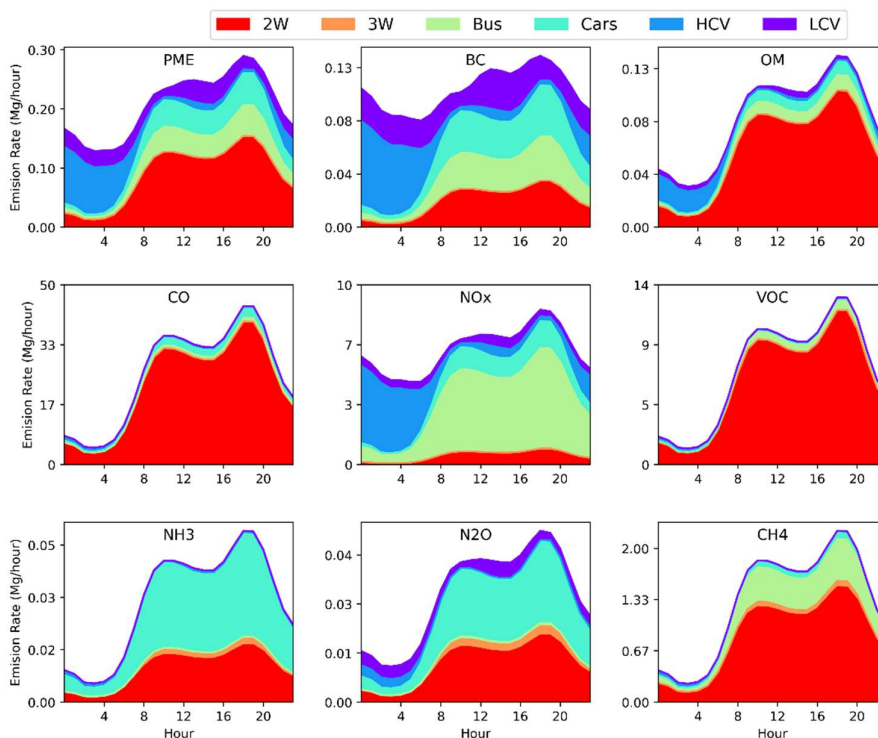 2W 3W Bus Cars HCV LCV
PME BC OM
Emision Rate (Mg/hour)
0.30
0.20
0.10
0.00
4 8 12 16 20
0.13
0.08
0.04
0.00
4 8 12 16 20
0.13
0.08
0.04
0.00
4 8 12 16 20
CO NOx VOC
Emision Rate (Mg/hour)
50
33
17
0
4 8 12 16 20
10
7
3
0
4 8 12 16 20
14
9
5
0
4 8 12 16 20
NH3 N2O CH4
Emision Rate (Mg/hour)
0.05
0.03
0.02
0.00
4 8 12 16 20
Hour
0.04
0.03
0.01
0.00
4 8 12 16 20
Hour
2.00
1.33
0.67
0.00
4 8 12 16 20
Hour